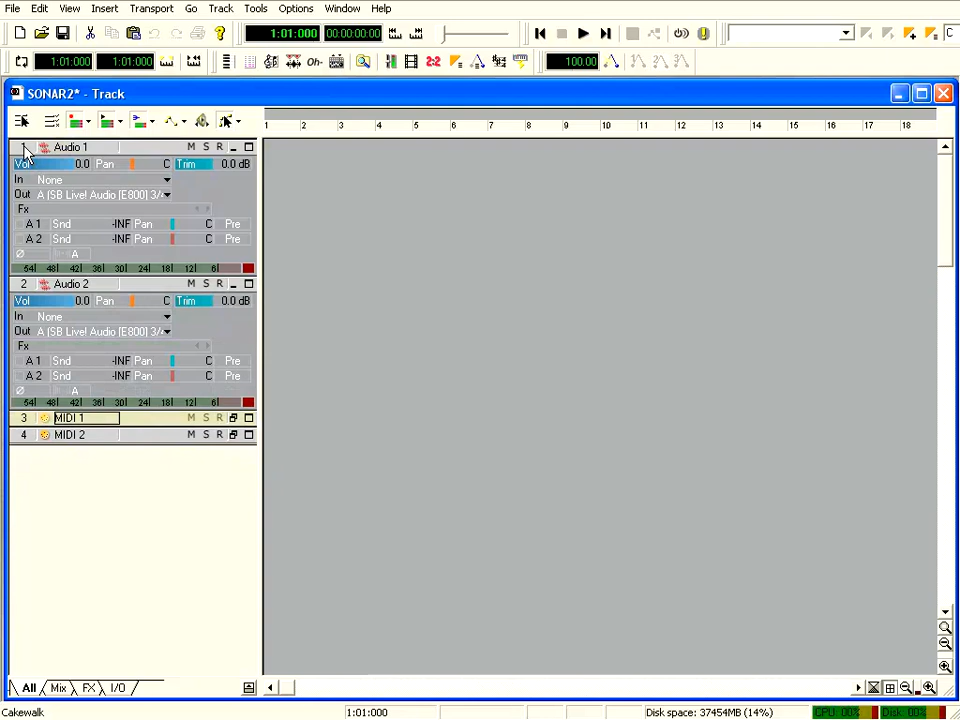 File Edit View Insert Transport Go Track Tools Options Window Help
1:01:000 00:00:00:00
1:01:000 1:01:000 Oh- 2:2 100.00
SONAR2* - Track
1 2 3 4 5 6 7 8 9 10 11 12 13 14 15 16 17 18
1 Audio 1 M S R
Vol 0.0 Pan C Trim 0.0 dB
In None
Out A (SB Live! Audio [E800] 3/4
Fx
A 1 Snd -INF Pan C Pre
A 2 Snd -INF Pan C Pre
Ø A
54 48 42 36 30 24 18 12 6
2 Audio 2 M S R
Vol 0.0 Pan C Trim 0.0 dB
In None
Out A (SB Live! Audio [E800] 3/4
Fx
A 1 Snd -INF Pan C Pre
A 2 Snd -INF Pan C Pre
Ø A
54 48 42 36 30 24 18 12 6
3 MIDI 1 M S R
4 MIDI 2 M S R
All Mix FX I/O
Cakewalk 1:01:000 Disk space: 37454MB (14%) CPU: 00% Disk: 00%